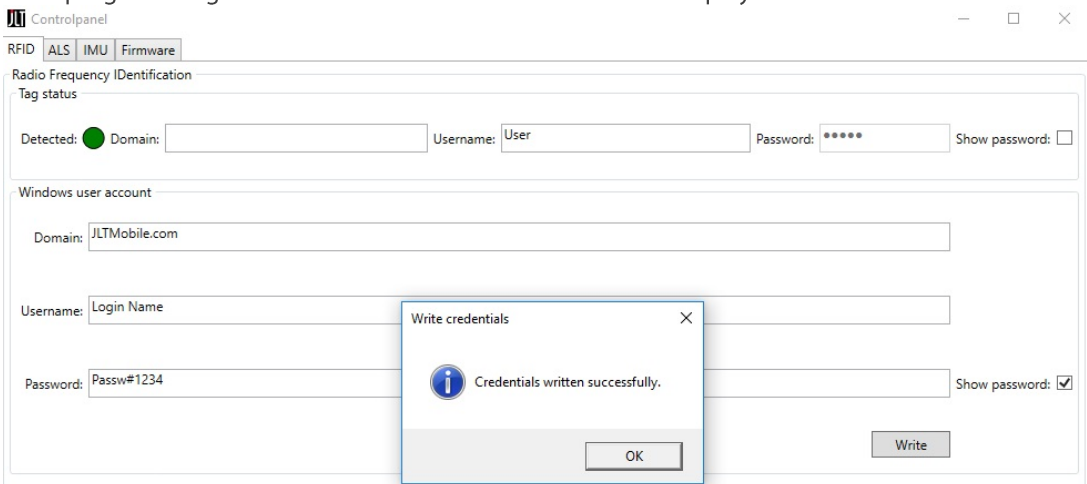 JLT Controlpanel
RFID ALS IMU Firmware
Radio Frequency IDentification
Tag status
Detected: Domain: Username: User Password: ••••• Show password:
Windows user account
Domain: JLTMobile.com
Username: Login Name
Write credentials
Credentials written successfully.
Password: Passw#1234 Show password:
Write
OK